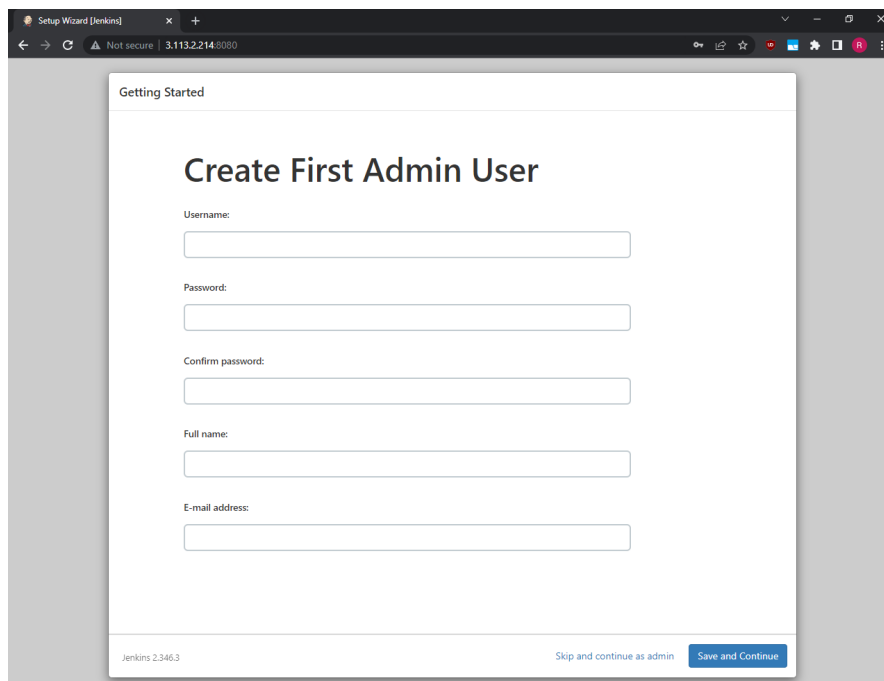 Setup Wizard [Jenkins]
Not secure 3.113.2.214:8080
R
Getting Started
Create First Admin User
Username:
Password:
Confirm password:
Full name:
E-mail address:
Jenkins 2.346.3 Skip and continue as admin Save and Continue